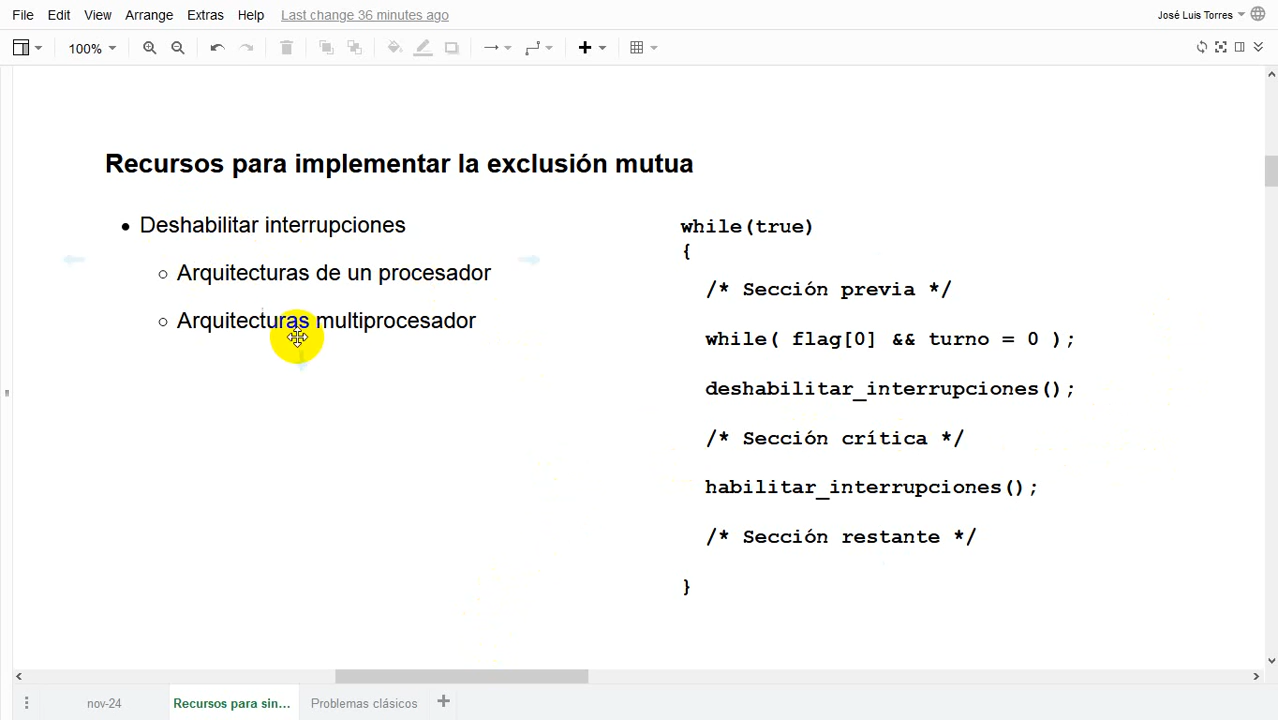 File Edit View Arrange Extras Help Last change 36 minutes ago José Luis Torres
100%
Recursos para implementar la exclusión mutua
Deshabilitar interrupciones
Arquitecturas de un procesador
Arquitecturas multiprocesador
while(true)
{
/* Sección previa */
while( flag[0] && turno = 0 );
deshabilitar_interrupciones();
/* Sección crítica */
habilitar_interrupciones();
/* Sección restante */
}
nov-24 Recursos para sin... Problemas clásicos